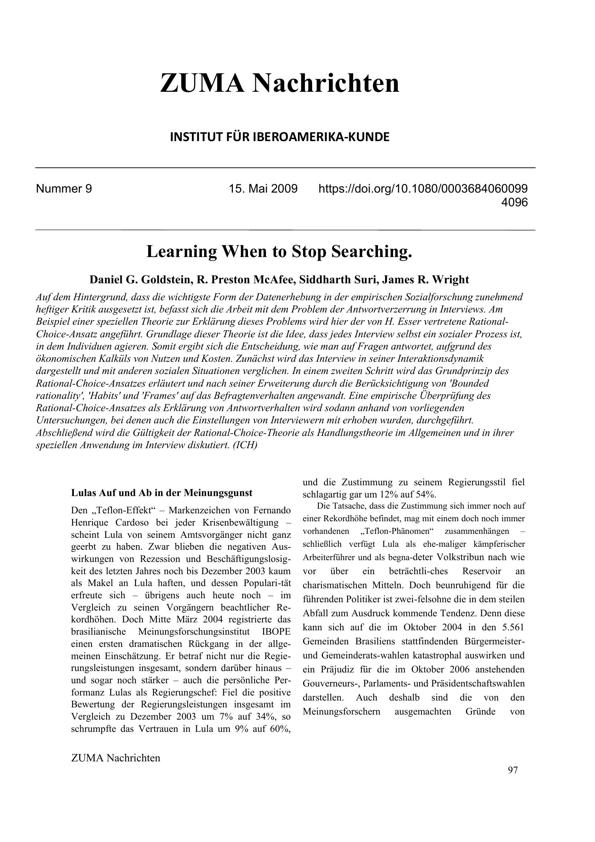 ZUMA Nachrichten
INSTITUT FÜR IBEROAMERIKA-KUNDE
Nummer 9 15. Mai 2009 https://doi.org/10.1080/0003684060099
4096
Learning When to Stop Searching.
Daniel G. Goldstein, R. Preston McAfee, Siddharth Suri, James R. Wright
Auf dem Hintergrund, dass die wichtigste Form der Datenerhebung in der empirischen Sozialforschung zunehmend
heftiger Kritik ausgesetzt ist, befasst sich die Arbeit mit dem Problem der Antwortverzerrung in Interviews. Am
Beispiel einer speziellen Theorie zur Erklärung dieses Problems wird hier der von H. Esser vertretene Rational-
Choice-Ansatz angeführt. Grundlage dieser Theorie ist die Idee, dass jedes Interview selbst ein sozialer Prozess ist,
in dem Individuen agieren. Somit ergibt sich die Entscheidung, wie man auf Fragen antwortet, aufgrund des
ökonomischen Kalküls von Nutzen und Kosten. Zunächst wird das Interview in seiner Interaktionsdynamik
dargestellt und mit anderen sozialen Situationen verglichen. In einem zweiten Schritt wird das Grundprinzip des
Rational-Choice-Ansatzes erläutert und nach seiner Erweiterung durch die Berücksichtigung von 'Bounded
rationality', 'Habits' und 'Frames' auf das Befragtenverhalten angewandt. Eine empirische Überprüfung des
Rational-Choice-Ansatzes als Erklärung von Antwortverhalten wird sodann anhand von vorliegenden
Untersuchungen, bei denen auch die Einstellungen von Interviewern mit erhoben wurden, durchgeführt.
Abschließend wird die Gültigkeit der Rational-Choice-Theorie als Handlungstheorie im Allgemeinen und in ihrer
speziellen Anwendung im Interview diskutiert. (ICH)
Lulas Auf und Ab in der Meinungsgunst
Den „Teflon-Effekt“ – Markenzeichen von Fernando
Henrique Cardoso bei jeder Krisenbewältigung –
scheint Lula von seinem Amtsvorgänger nicht ganz
geerbt zu haben. Zwar blieben die negativen Aus-
wirkungen von Rezession und Beschäftigungslosig-
keit des letzten Jahres noch bis Dezember 2003 kaum
als Makel an Lula haften, und dessen Populari-tät
erfreute sich – übrigens auch heute noch – im
Vergleich zu seinen Vorgängern beachtlicher Re-
kordhöhen. Doch Mitte März 2004 registrierte das
brasilianische Meinungsforschungsinstitut IBOPE
einen ersten dramatischen Rückgang in der allge-
meinen Einschätzung. Er betraf nicht nur die Regie-
rungsleistungen insgesamt, sondern darüber hinaus –
und sogar noch stärker – auch die persönliche Per-
formanz Lulas als Regierungschef: Fiel die positive
Bewertung der Regierungsleistungen insgesamt im
Vergleich zu Dezember 2003 um 7% auf 34%, so
schrumpfte das Vertrauen in Lula um 9% auf 60%,
und die Zustimmung zu seinem Regierungsstil fiel
schlagartig gar um 12% auf 54%.
Die Tatsache, dass die Zustimmung sich immer noch auf
einer Rekordhöhe befindet, mag mit einem doch noch immer
vorhandenen „Teflon-Phänomen“ zusammenhängen –
schließlich verfügt Lula als ehe-maliger kämpferischer
Arbeiterführer und als begna-deter Volkstribun nach wie
vor über ein beträchtli-ches Reservoir an
charismatischen Mitteln. Doch beunruhigend für die
führenden Politiker ist zwei-felsohne die in dem steilen
Abfall zum Ausdruck kommende Tendenz. Denn diese
kann sich auf die im Oktober 2004 in den 5.561
Gemeinden Brasiliens stattfindenden Bürgermeister-
und Gemeinderats-wahlen katastrophal auswirken und
ein Präjudiz für die im Oktober 2006 anstehenden
Gouverneurs-, Parlaments- und Präsidentschaftswahlen
darstellen. Auch deshalb sind die von den
Meinungsforschern ausgemachten Gründe von
ZUMA Nachrichten
97